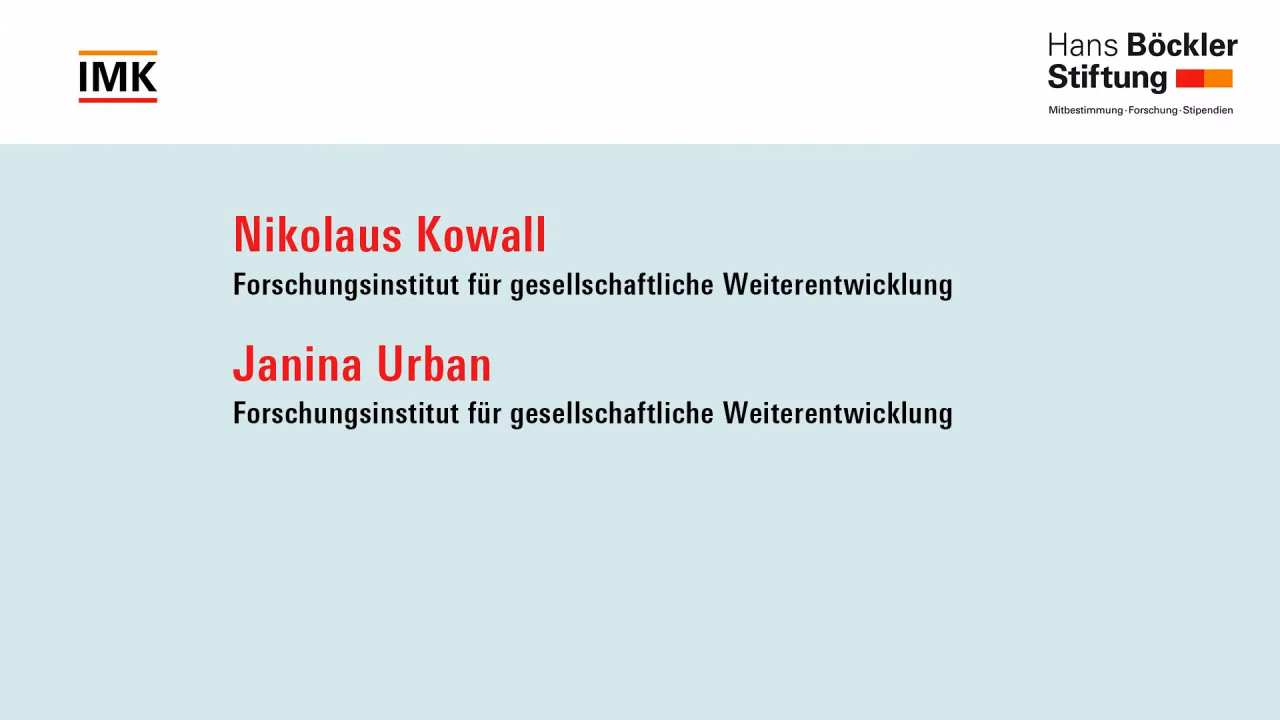 IMK
Hans Böckler
Stiftung
Mitbestimmung · Forschung · Stipendien
Nikolaus Kowall
Forschungsinstitut für gesellschaftliche Weiterentwicklung
Janina Urban
Forschungsinstitut für gesellschaftliche Weiterentwicklung